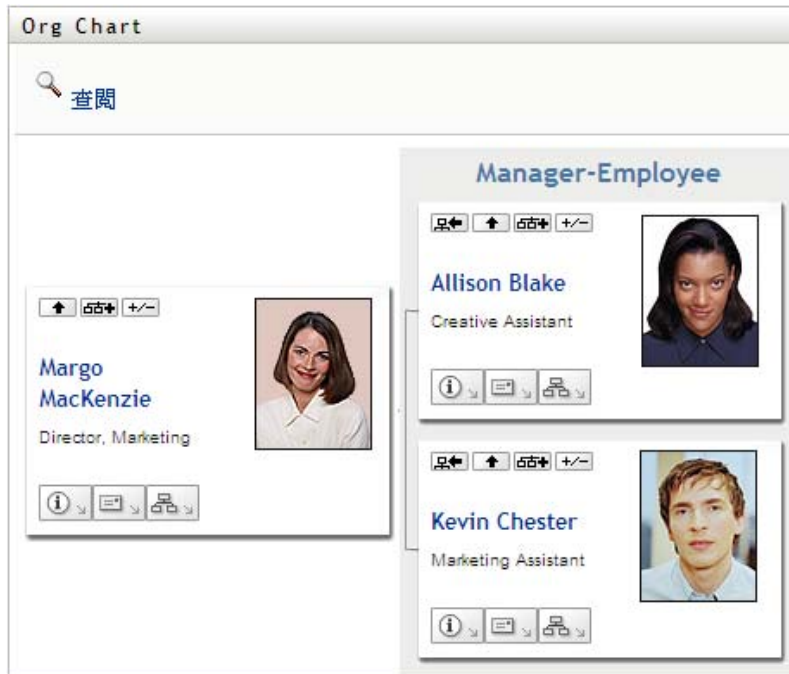 Org Chart
查閱
Manager-Employee
Margo
MacKenzie
Director, Marketing
Allison Blake
Creative Assistant
Kevin Chester
Marketing Assistant